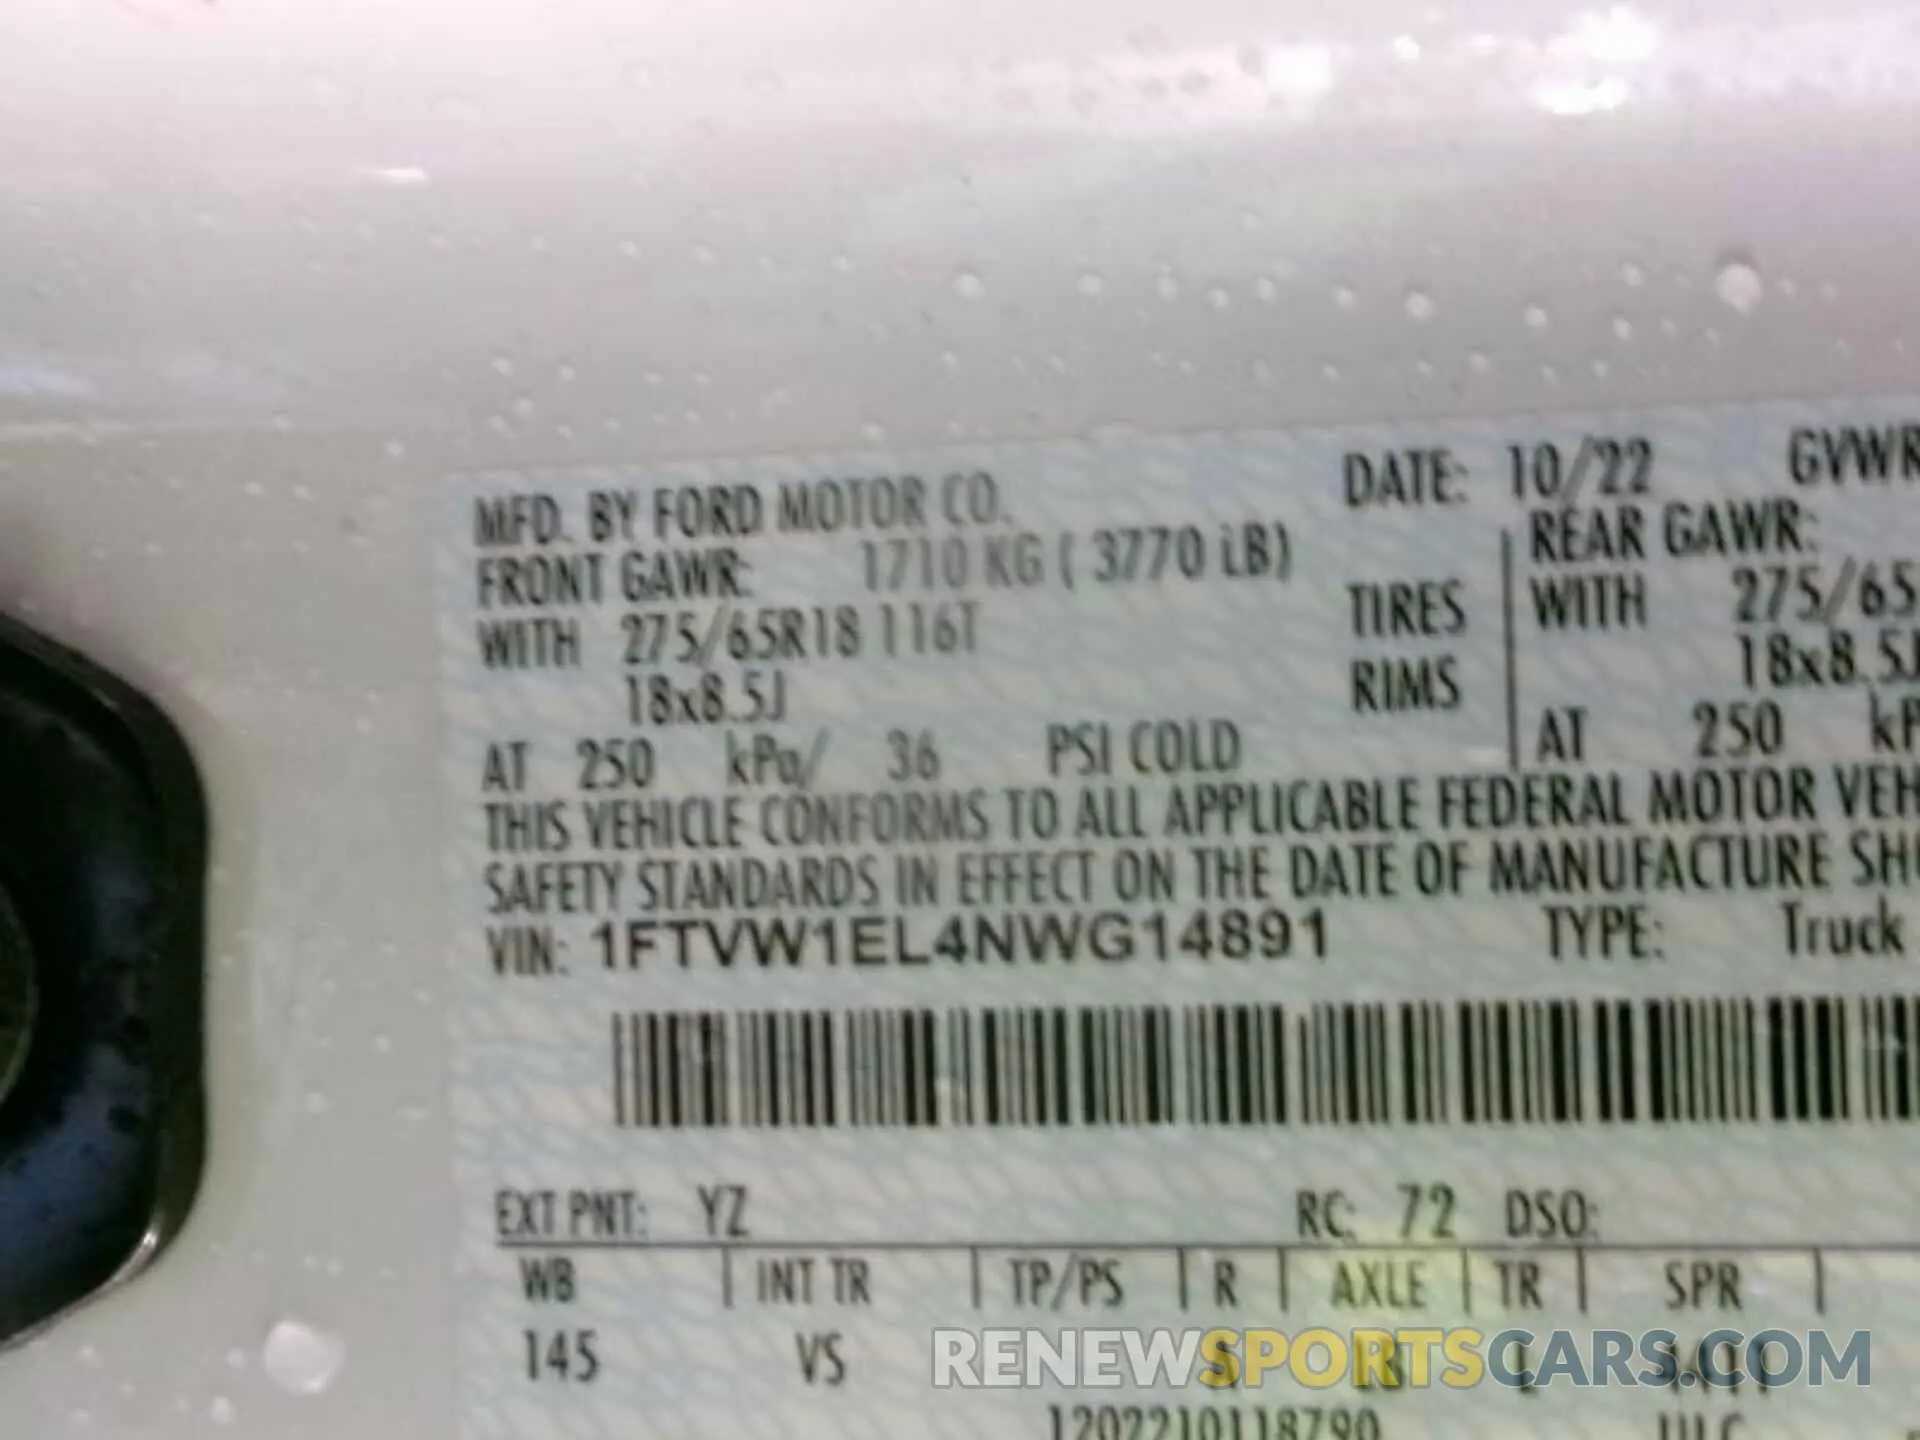 MFD. BY FORD MOTOR CO. DATE: 10/22 GVWR
FRONT GAWR: 1710 KG ( 3770 LB) REAR GAWR:
WITH 275/65R18 116T TIRES WITH 275/65
18x8.5J RIMS 18x8.5J
AT 250 kPa/ 36 PSI COLD AT 250 kP
THIS VEHICLE CONFORMS TO ALL APPLICABLE FEDERAL MOTOR VEH
SAFETY STANDARDS IN EFFECT ON THE DATE OF MANUFACTURE SH
VIN: 1FTVW1EL4NWG14891 TYPE: Truck
EXT PNT: YZ RC: 72 DSO:
WB INT TR TP/PS R AXLE TR SPR
145 VS
RENEWSPORTSCARS.COM
1202210118790